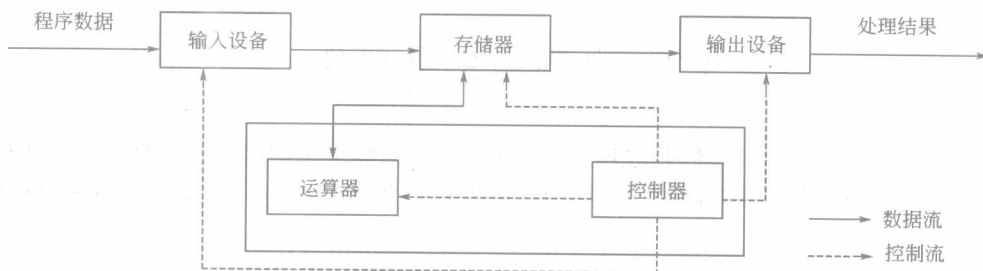 程序数据
输入设备
存储器
输出设备
处理结果
运算器
控制器
数据流
控制流